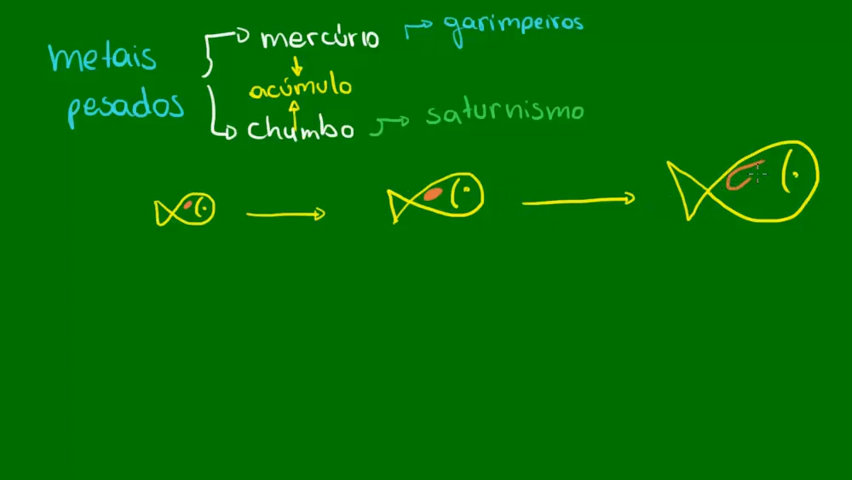 metais
pesados
mercúrio
garimpeiros
acúmulo
chumbo
saturnismo